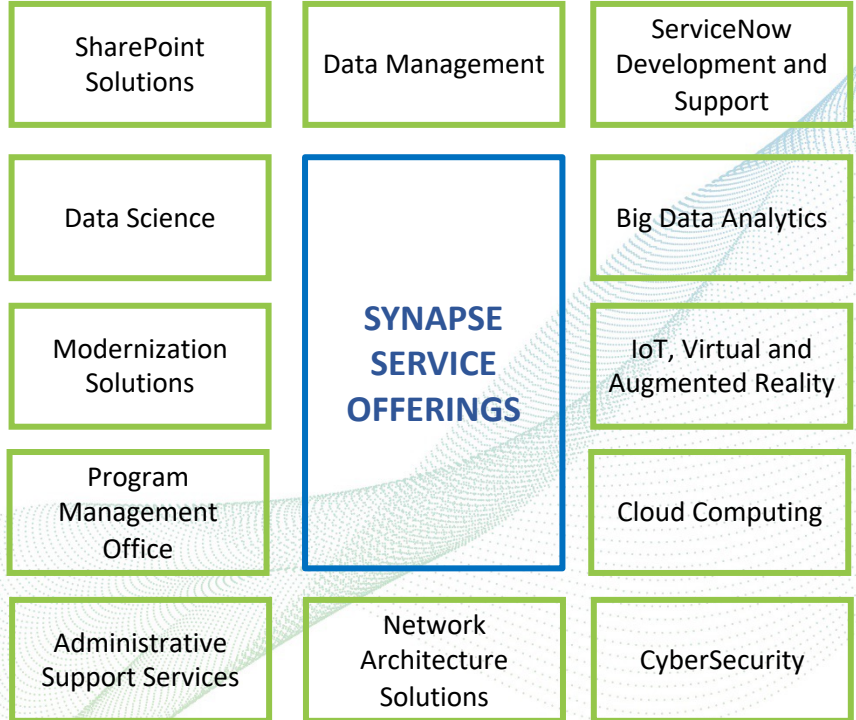 SharePoint
Solutions
Data Management
ServiceNow
Development and
Support
Data Science
Big Data Analytics
Modernization
Solutions
SYNAPSE
SERVICE
OFFERINGS
IoT, Virtual and
Augmented Reality
Program
Management
Office
Cloud Computing
Administrative
Support Services
Network
Architecture
Solutions
CyberSecurity